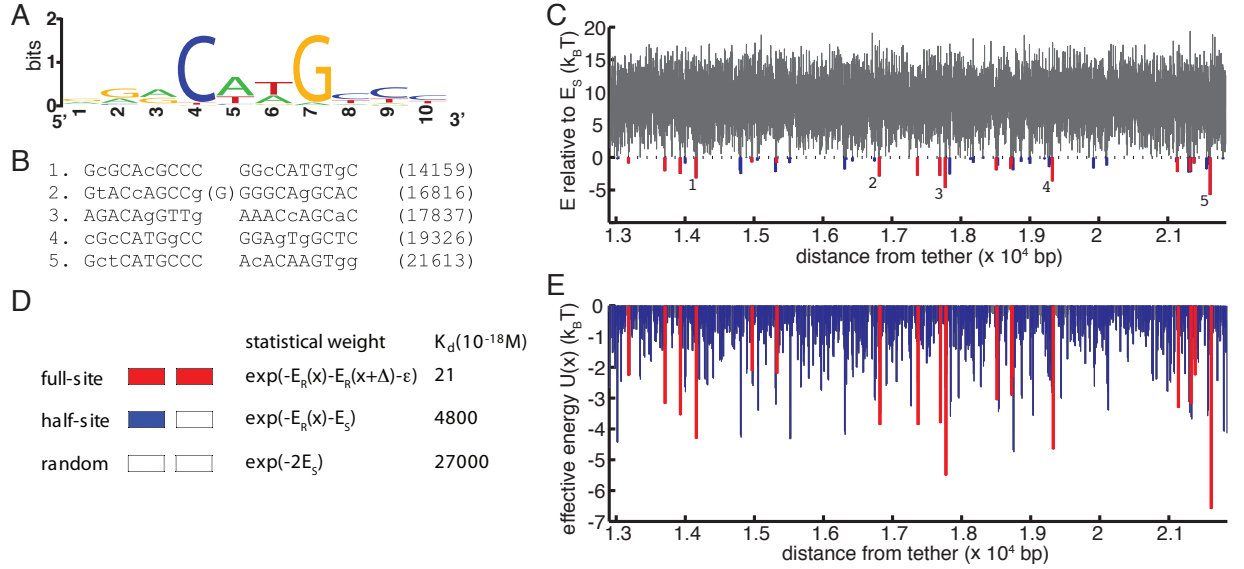 A
2
bits
1
0
5' 1 2 3 4 5 6 7 8 9 10 3'
CATG
B
1. GcGCAcGCCC GGcCATGTgC (14159)
2. GtACCAGCCg(G) GGGCAgGCAC (16816)
3. AGACAgGTTg AAACcAGCaC (17837)
4. cGcCATGgCC GGAgTgGCTC (19326)
5. GctCATGCCC AcACAAGTgg (21613)
C
E relative to E_S (k_BT)
20
15
10
5
0
-5
1 2 3 4 5
1.3 1.4 1.5 1.6 1.7 1.8 1.9 2 2.1
distance from tether (x 10⁴ bp)
D
statistical weight K_d(10⁻¹⁸M)
full-site exp(-E_R(x)-E_R(x+Δ)-ε) 21
half-site exp(-E_R(x)-E_S) 4800
random exp(-2E_S) 27000
E
effective energy U(x) (k_BT)
0
-1
-2
-3
-4
-5
-6
-7
1.3 1.4 1.5 1.6 1.7 1.8 1.9 2 2.1
distance from tether (x 10⁴ bp)